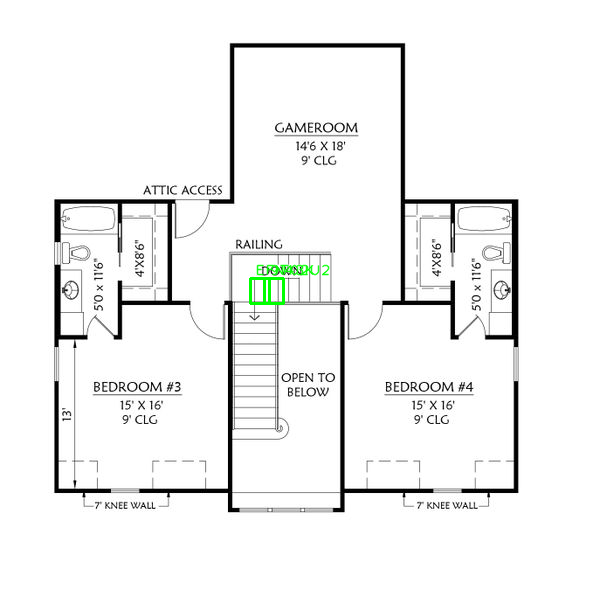 GAMEROOM
14'6 X 18'
9' CLG
ATTIC ACCESS
RAILING
DOWN
4'X8'6"
5'0 x 11'6"
4'X8'6"
5'0 x 11'6"
BEDROOM #3
15' X 16'
9' CLG
OPEN TO
BELOW
BEDROOM #4
15' X 16'
9' CLG
13'
7' KNEE WALL
7' KNEE WALL